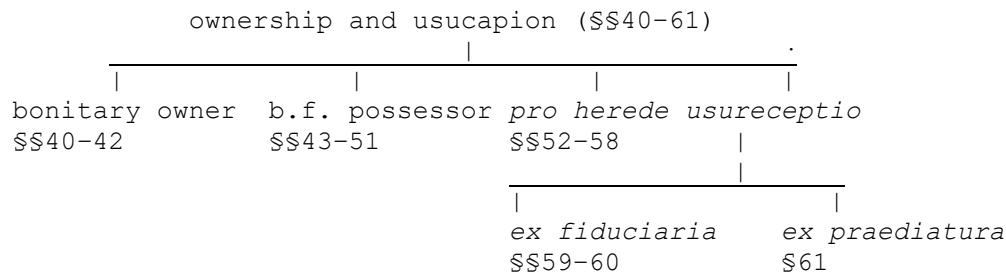 ownership and usucapion (§§40-61)
bonitary owner b.f. possessor pro herede usureceptio
§§40-42 §§43-51 §§52-58
ex fiduciaria ex praediatura
§§59-60 §61